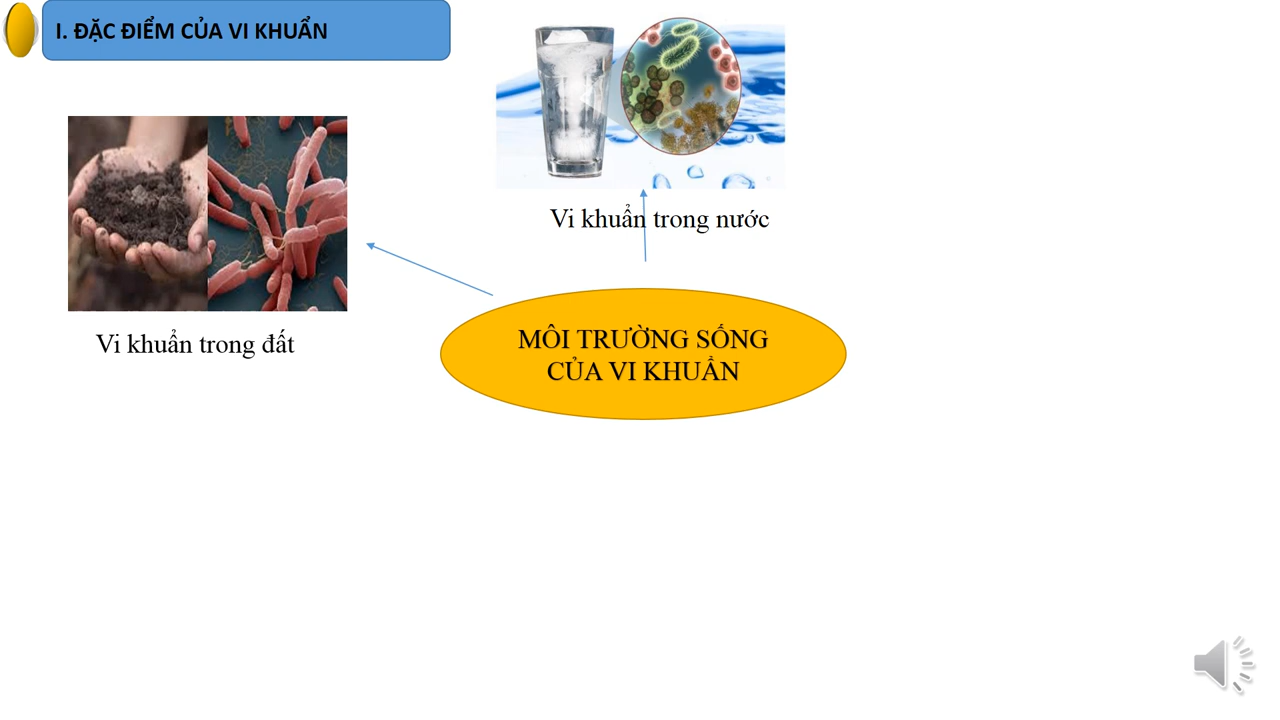 I. ĐẶC ĐIỂM CỦA VI KHUẨN
Vi khuẩn trong nước
Vi khuẩn trong đất
MÔI TRƯỜNG SỐNG
CỦA VI KHUẨN